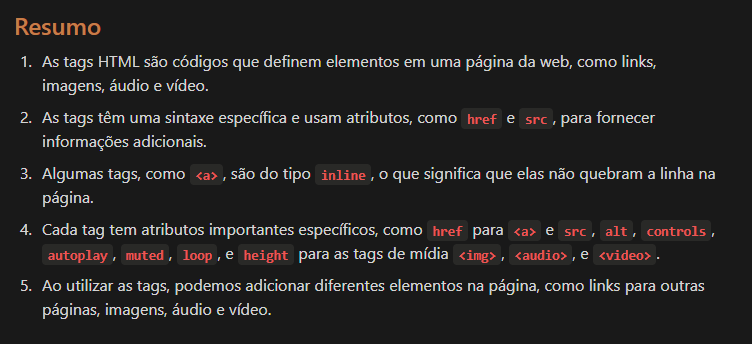 Resumo
1. As tags HTML são códigos que definem elementos em uma página da web, como links,
imagens, áudio e vídeo.
2. As tags têm uma sintaxe específica e usam atributos, como href e src, para fornecer
informações adicionais.
3. Algumas tags, como <a>, são do tipo inline, o que significa que elas não quebram a linha na
página.
4. Cada tag tem atributos importantes específicos, como href para <a> e src, alt, controls,
autoplay, muted, loop, e height para as tags de mídia <img>, <audio>, e <video>.
5. Ao utilizar as tags, podemos adicionar diferentes elementos na página, como links para outras
páginas, imagens, áudio e vídeo.